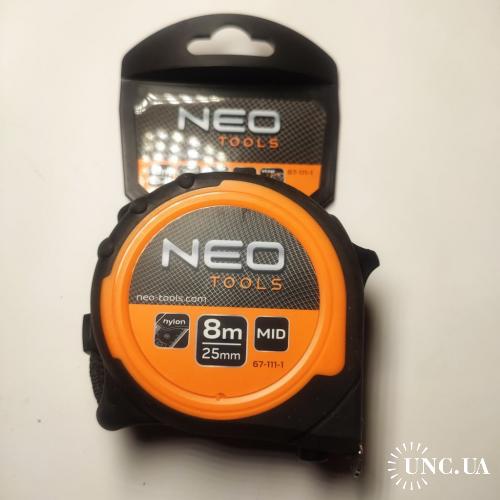 NEO
TOOLS
67-111-1
NEO
TOOLS
neo-tools.com
nylon
8m
25mm
MID
67-111-1
UNC.UA